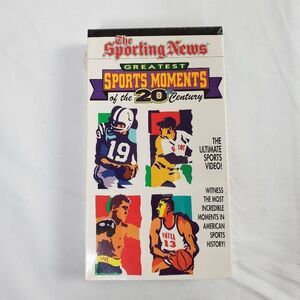 The
Sporting News
GREATEST
SPORTS MOMENTS
of the 20th Century
19
SOX
THE
ULTIMATE
SPORTS
VIDEO!
WITNESS
THE MOST
INCREDIBLE
MOMENTS IN
AMERICAN
SPORTS
HISTORY!
13